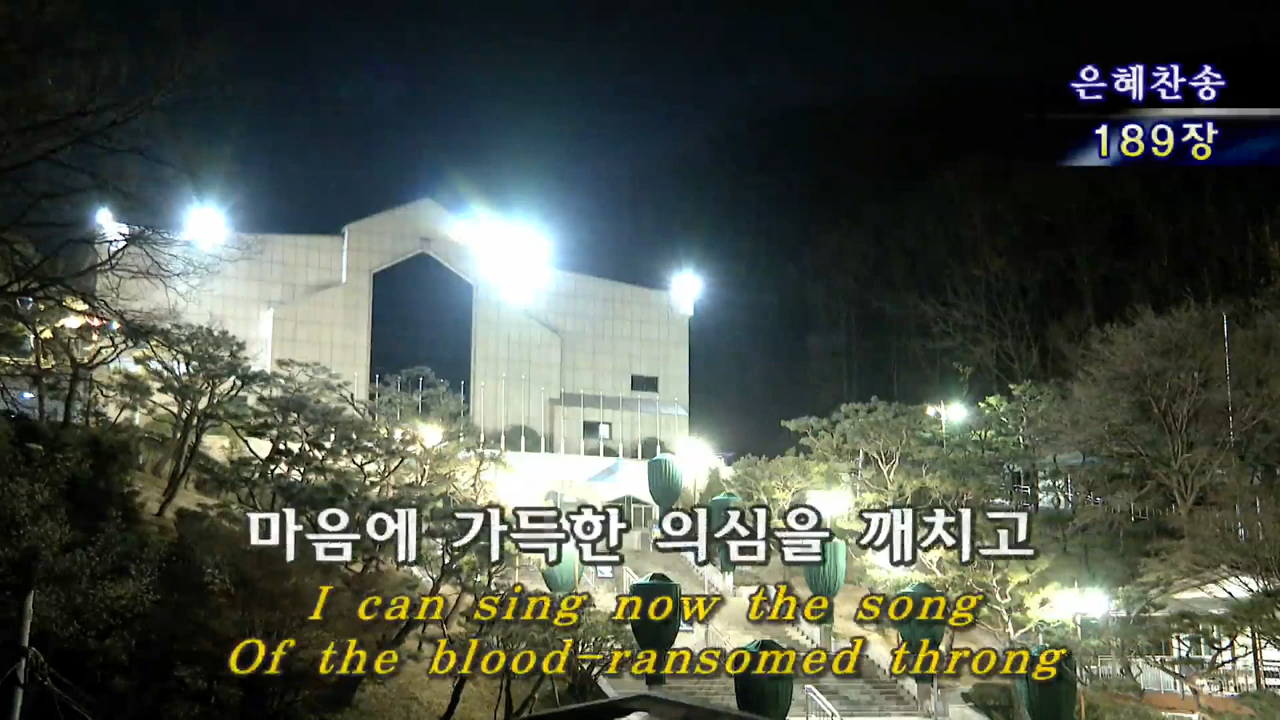 은혜찬송
189장
마음에 가득한 의심을 깨치고
I can sing now the song
Of the blood-ransomed throng